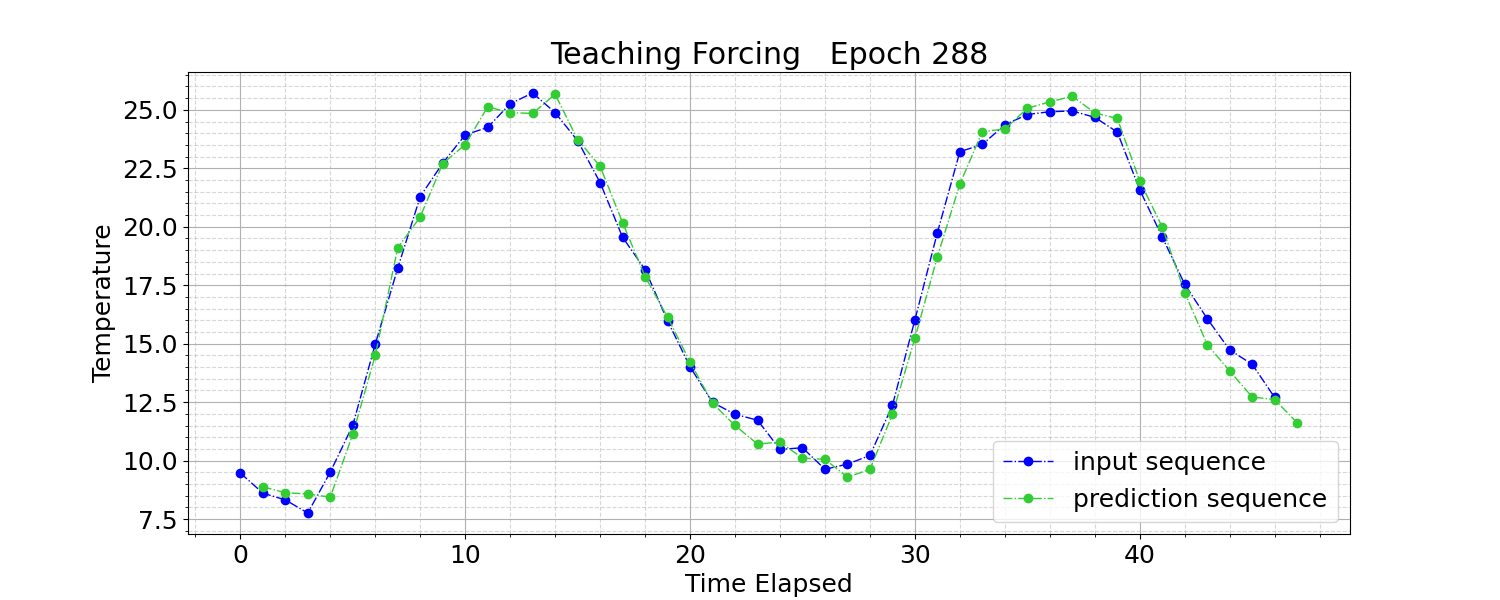 Teaching Forcing   Epoch 288
25.0
22.5
20.0
17.5
15.0
12.5
10.0
7.5
Temperature
input sequence
prediction sequence
0 10 20 30 40
Time Elapsed